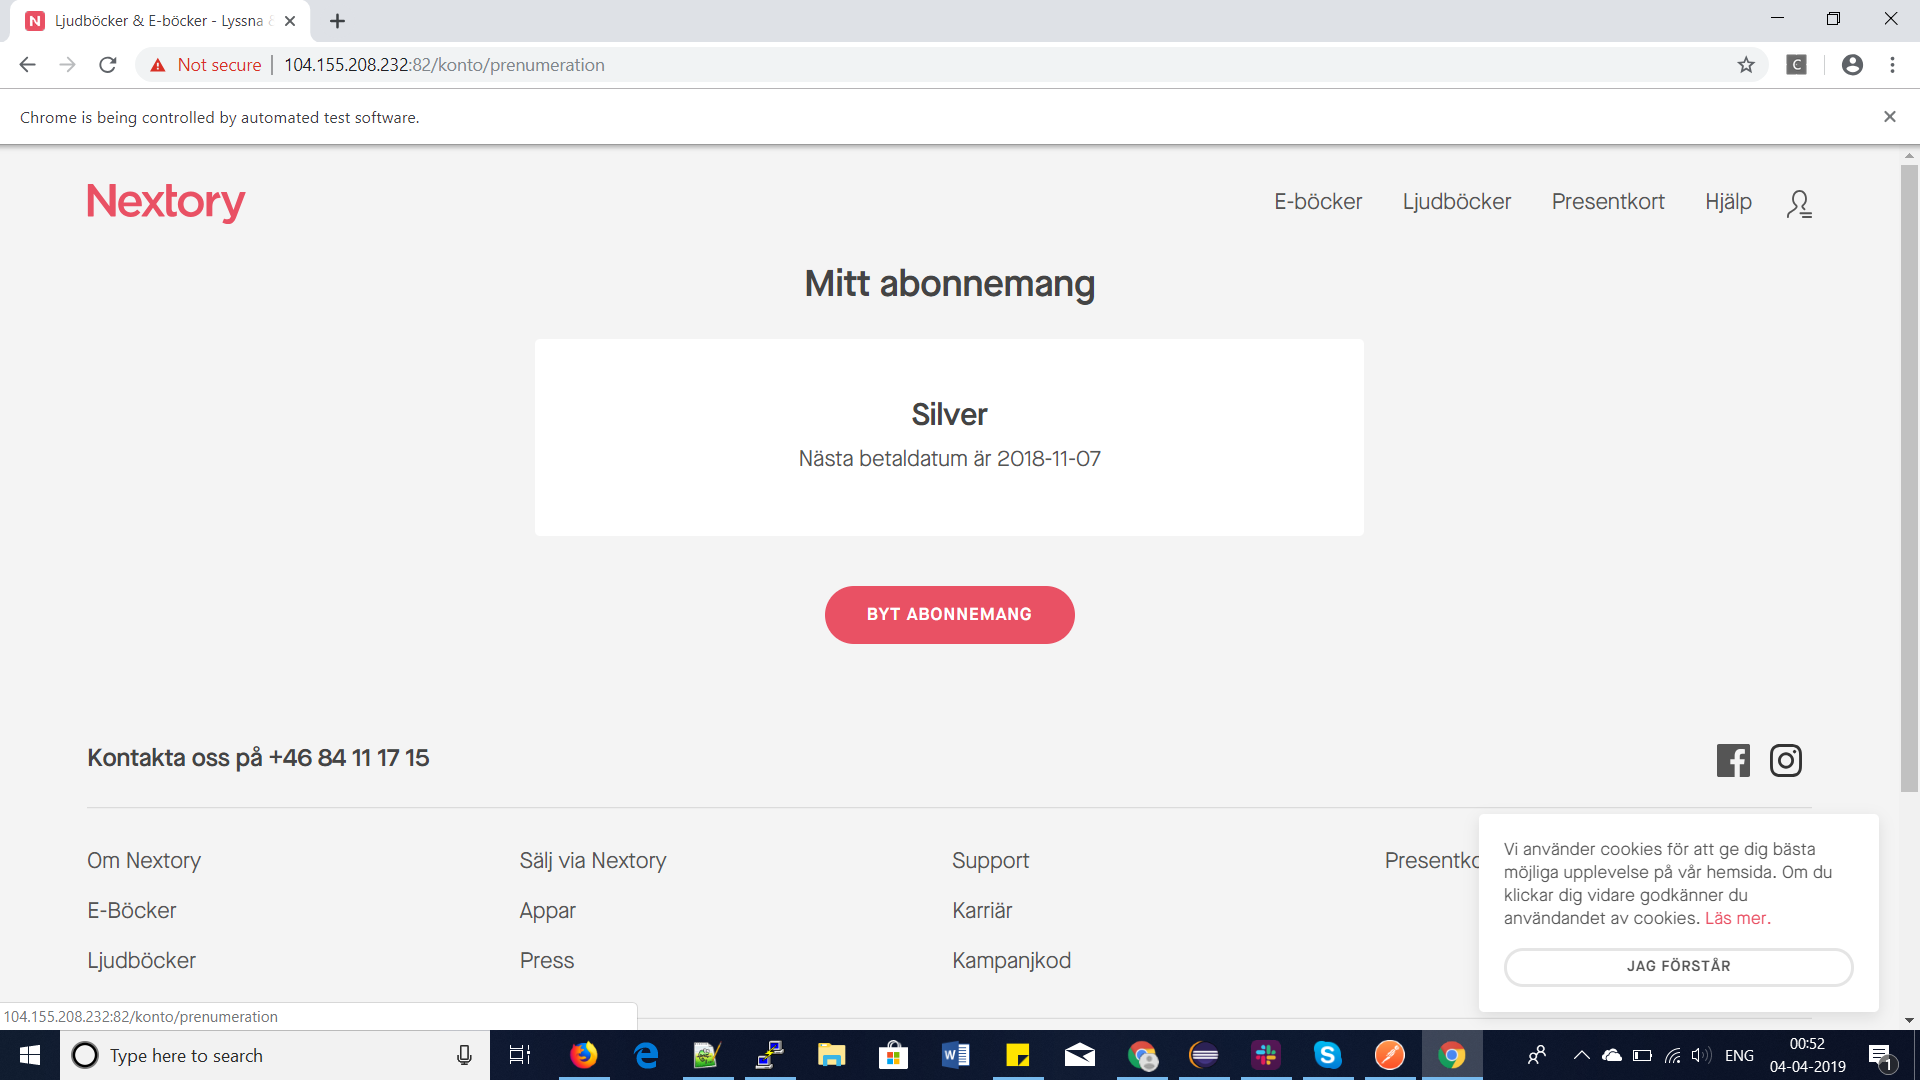 Ljudböcker & E-böcker - Lyssna
Not secure
104.155.208.232:82/konto/prenumeration
C
Chrome is being controlled by automated test software.
Nextory
E-böcker
Ljudböcker
Presentkort
Hjälp
Mitt abonnemang
Silver
Nästa betaldatum är 2018-11-07
BYT ABONNEMANG
Kontakta oss på +46 84 11 17 15
Om Nextory
Sälj via Nextory
Support
E-Böcker
Appar
Karriär
Ljudböcker
Press
Kampanjkod
Vi använder cookies för att ge dig bästa
möjliga upplevelse på vår hemsida. Om du
klickar dig vidare godkänner du
användandet av cookies. Läs mer.
JAG FÖRSTÅR
104.155.208.232:82/konto/prenumeration
Type here to search
ENG
00:52
04-04-2019
1